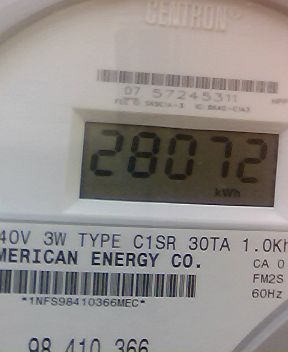 CENTRON®
07 57245311
28072
kWh
40V 3W TYPE C1SR 30TA 1.0Kh
MERICAN ENERGY CO.
CA 0
FM2S
60Hz
*1NFS98410366MEC*
98 410 366